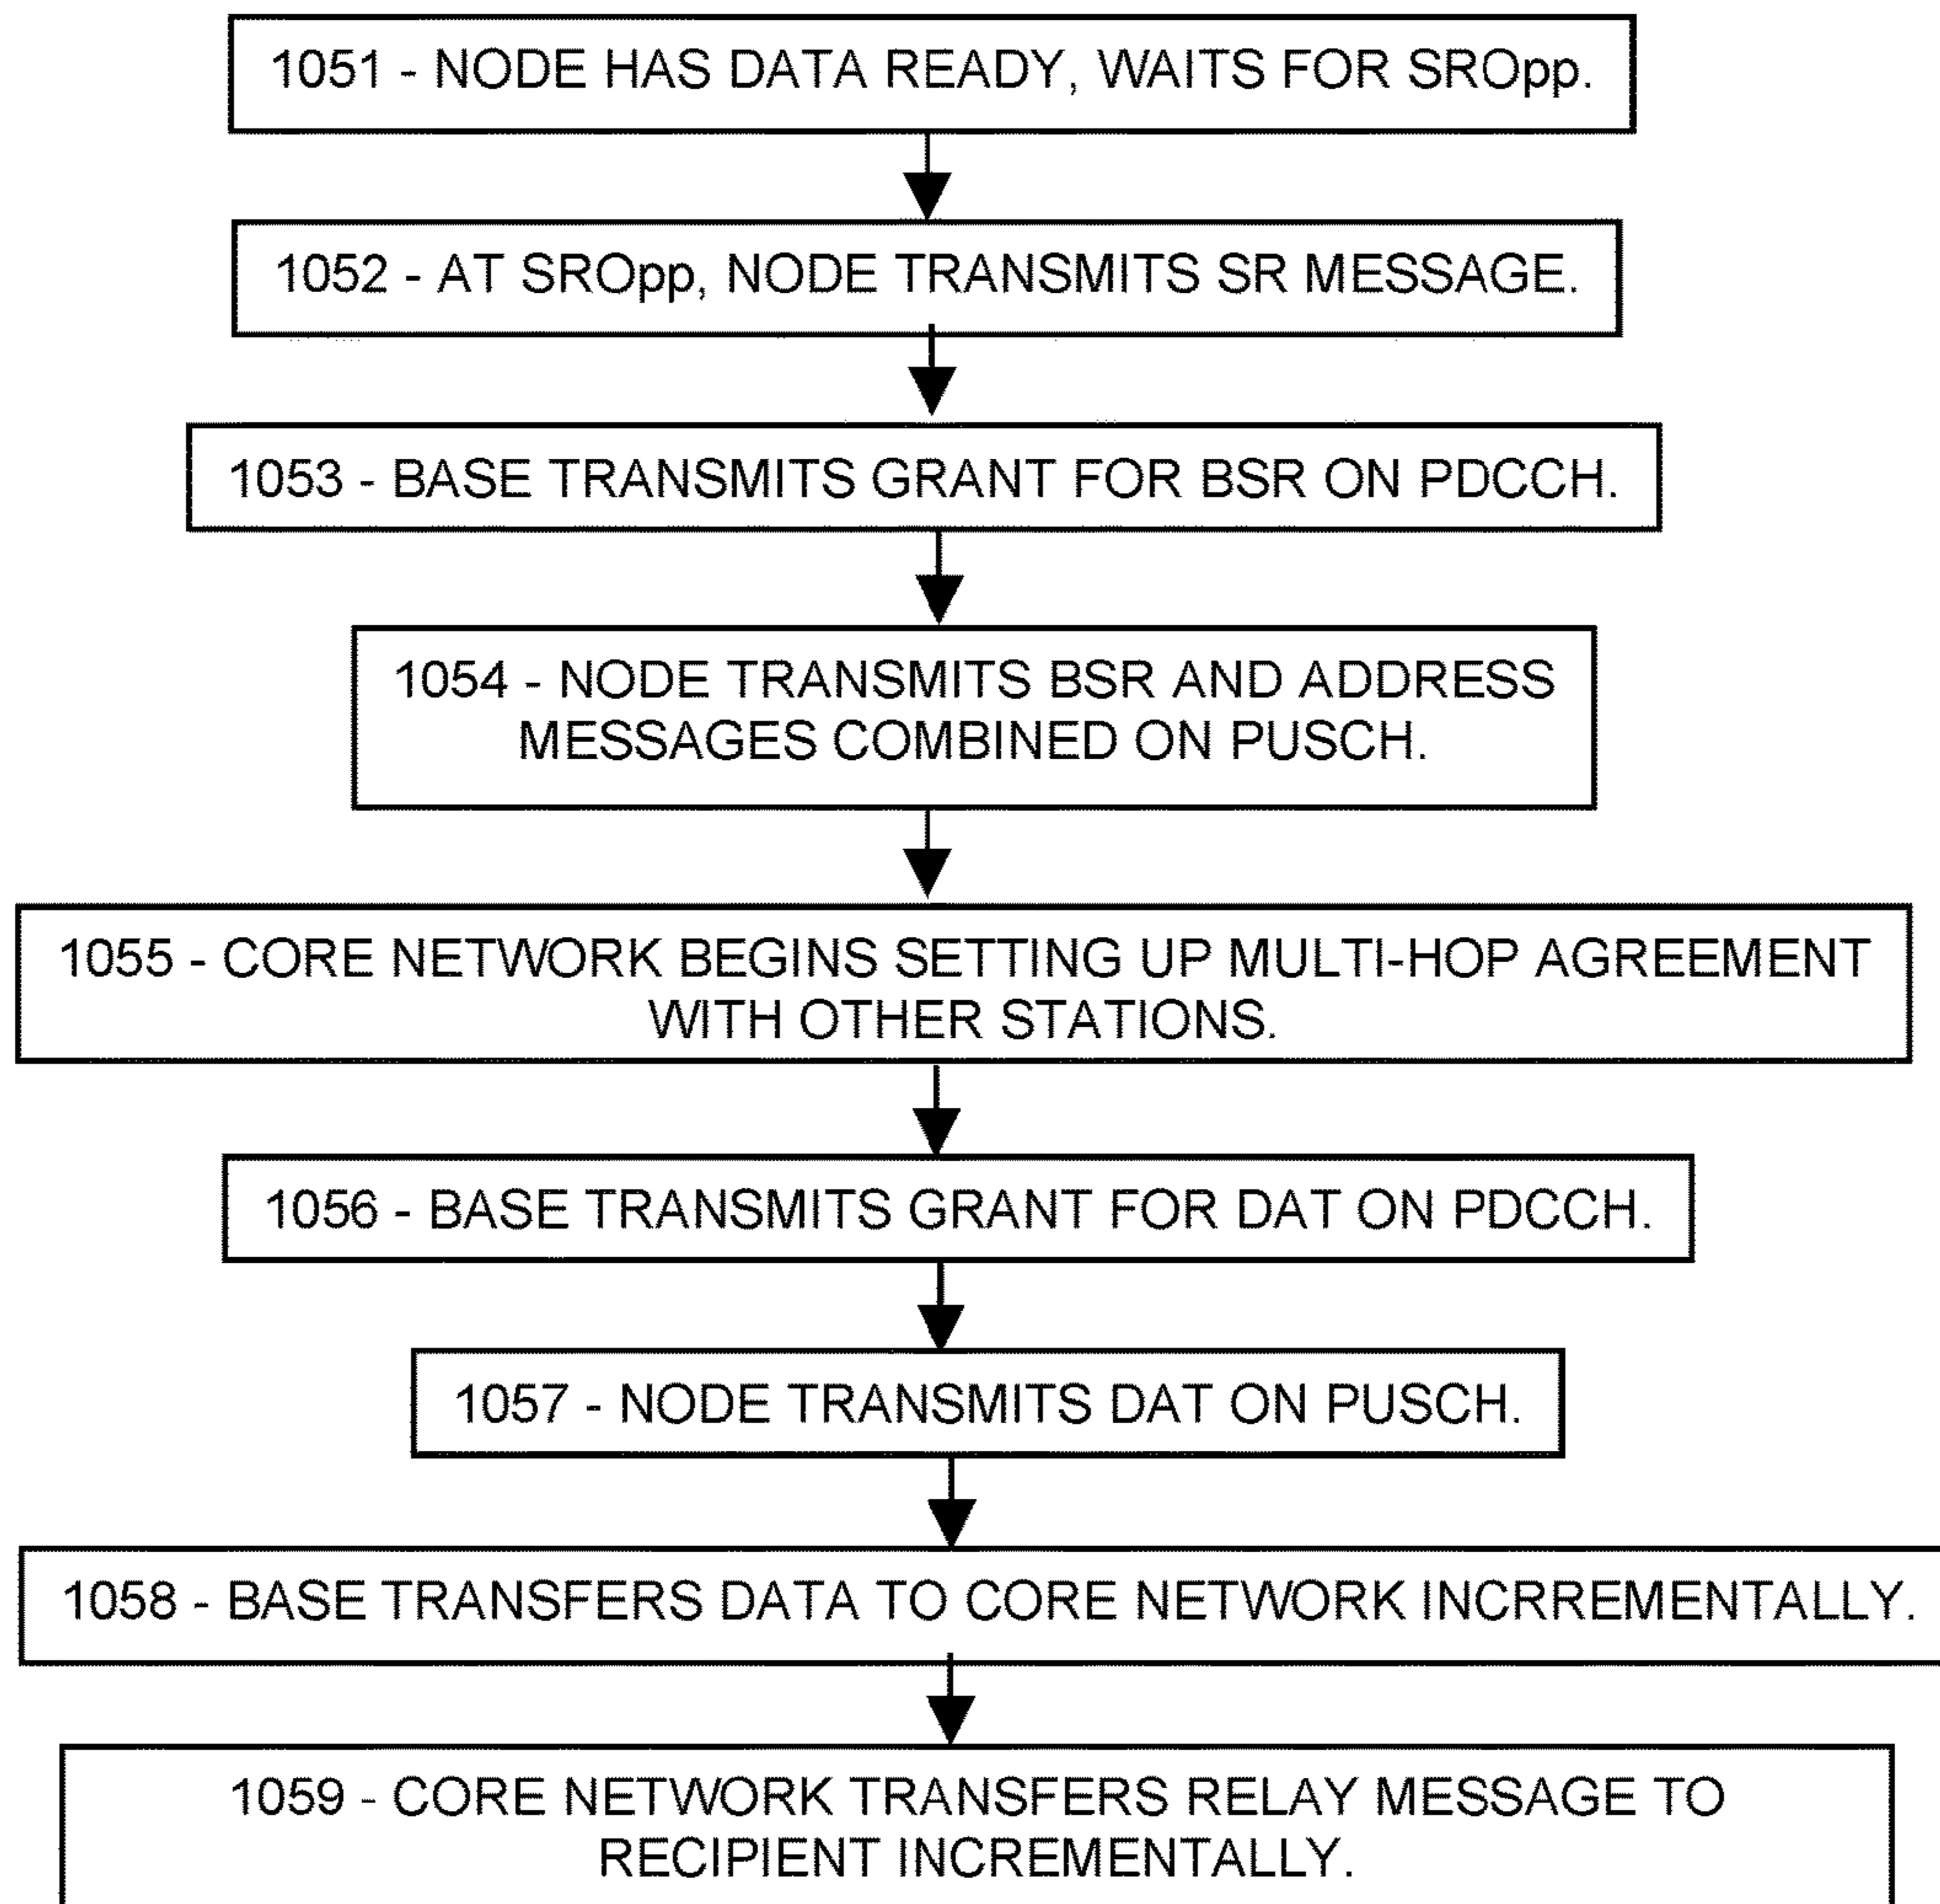 1051 - NODE HAS DATA READY, WAITS FOR SROpp.
1052 - AT SROpp, NODE TRANSMITS SR MESSAGE.
1053 - BASE TRANSMITS GRANT FOR BSR ON PDCCH.
1054 - NODE TRANSMITS BSR AND ADDRESS
MESSAGES COMBINED ON PUSCH.
1055 - CORE NETWORK BEGINS SETTING UP MULTI-HOP AGREEMENT
WITH OTHER STATIONS.
1056 - BASE TRANSMITS GRANT FOR DAT ON PDCCH.
1057 - NODE TRANSMITS DAT ON PUSCH.
1058 - BASE TRANSFERS DATA TO CORE NETWORK INCRREMENTALLY.
1059 - CORE NETWORK TRANSFERS RELAY MESSAGE TO
RECIPIENT INCREMENTALLY.